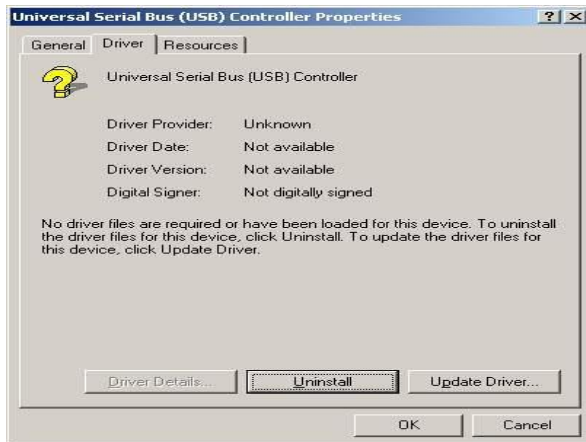 Universal Serial Bus (USB) Controller Properties
General Driver Resources
Universal Serial Bus (USB) Controller
Driver Provider: Unknown
Driver Date: Not available
Driver Version: Not available
Digital Signer: Not digitally signed
No driver files are required or have been loaded for this device. To uninstall
the driver files for this device, click Uninstall. To update the driver files for
this device, click Update Driver.
Driver Details... Uninstall Update Driver...
OK Cancel